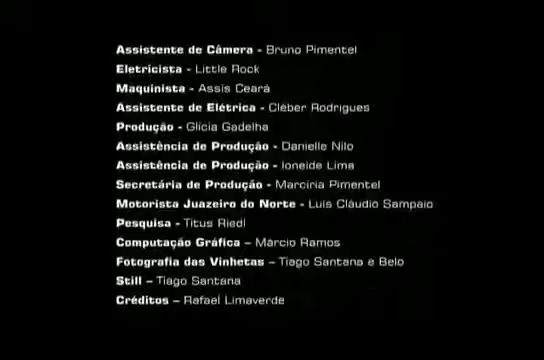 Assistente de Câmera - Bruno Pimentel
Eletricista - Little Rock
Maquinista - Assis Ceará
Assistente de Elétrica - Cléber Rodrigues
Produção - Glícia Gadelha
Assistência de Produção - Danielle Nilo
Assistência de Produção - Ioneide Lima
Secretária de Produção - Marcíria Pimentel
Motorista Juazeiro do Norte - Luis Cláudio Sampaio
Pesquisa - Titus Riedl
Computação Gráfica – Márcio Ramos
Fotografia das Vinhetas – Tiago Santana e Belo
Still – Tiago Santana
Créditos – Rafael Limaverde